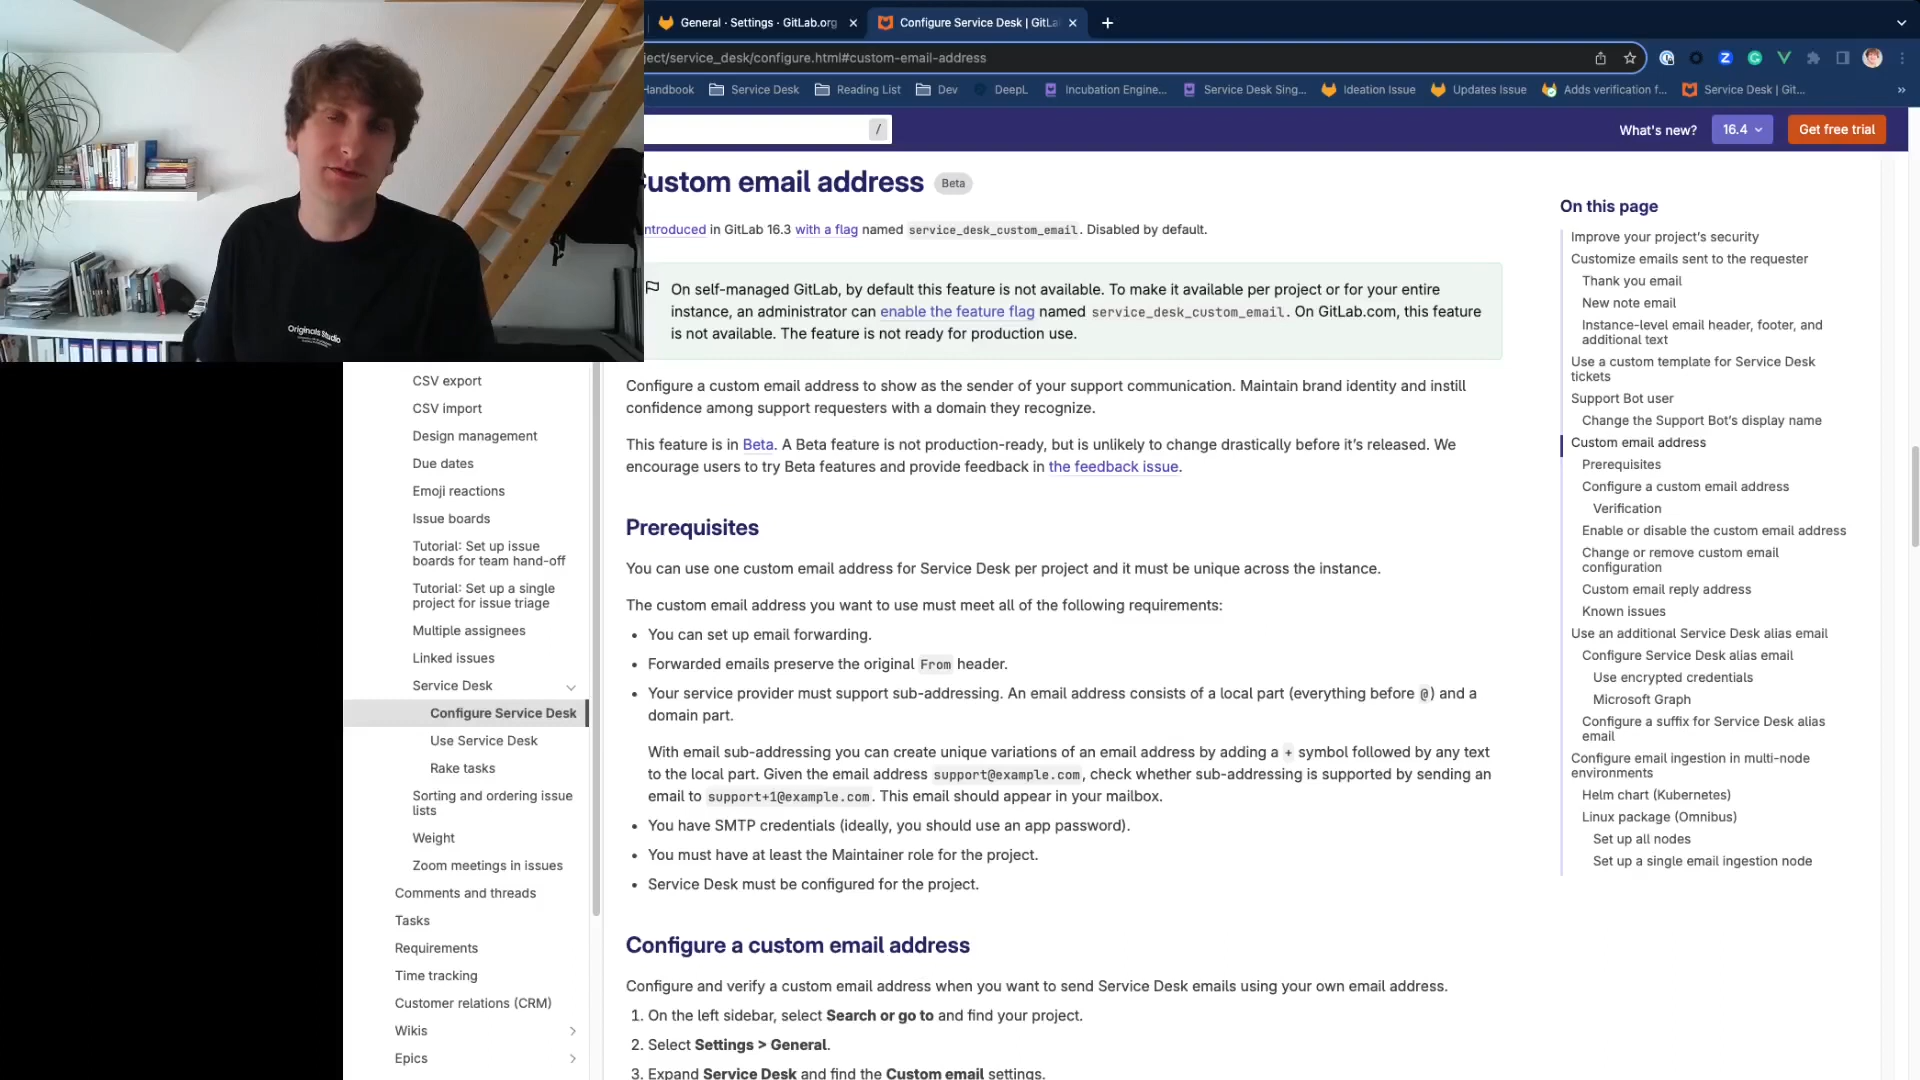 General · Settings · GitLab.org
Configure Service Desk | GitLa
ject/service_desk/configure.html#custom-email-address
Handbook
Service Desk
Reading List
Dev
DeepL
Incubation Engine...
Service Desk Sing...
Ideation Issue
Updates Issue
Adds verification f...
Service Desk | Git...
»
/
What's new?
16.4
Get free trial
Originals Studio
ustom email address
Beta
ntroduced in GitLab 16.3 with a flag named service_desk_custom_email. Disabled by default.
On self-managed GitLab, by default this feature is not available. To make it available per project or for your entire
instance, an administrator can enable the feature flag named service_desk_custom_email. On GitLab.com, this feature
is not available. The feature is not ready for production use.
Configure a custom email address to show as the sender of your support communication. Maintain brand identity and instill
confidence among support requesters with a domain they recognize.
This feature is in Beta. A Beta feature is not production-ready, but is unlikely to change drastically before it's released. We
encourage users to try Beta features and provide feedback in the feedback issue.
Prerequisites
You can use one custom email address for Service Desk per project and it must be unique across the instance.
The custom email address you want to use must meet all of the following requirements:
• You can set up email forwarding.
• Forwarded emails preserve the original From header.
• Your service provider must support sub-addressing. An email address consists of a local part (everything before @) and a
domain part.
With email sub-addressing you can create unique variations of an email address by adding a + symbol followed by any text
to the local part. Given the email address support@example.com, check whether sub-addressing is supported by sending an
email to support+1@example.com. This email should appear in your mailbox.
• You have SMTP credentials (ideally, you should use an app password).
• You must have at least the Maintainer role for the project.
• Service Desk must be configured for the project.
Configure a custom email address
Configure and verify a custom email address when you want to send Service Desk emails using your own email address.
1. On the left sidebar, select Search or go to and find your project.
2. Select Settings > General.
3. Expand Service Desk and find the Custom email settings.
CSV export
CSV import
Design management
Due dates
Emoji reactions
Issue boards
Tutorial: Set up issue
boards for team hand-off
Tutorial: Set up a single
project for issue triage
Multiple assignees
Linked issues
Service Desk
Configure Service Desk
Use Service Desk
Rake tasks
Sorting and ordering issue
lists
Weight
Zoom meetings in issues
Comments and threads
Tasks
Requirements
Time tracking
Customer relations (CRM)
Wikis
Epics
On this page
Improve your project's security
Customize emails sent to the requester
Thank you email
New note email
Instance-level email header, footer, and
additional text
Use a custom template for Service Desk
tickets
Support Bot user
Change the Support Bot's display name
Custom email address
Prerequisites
Configure a custom email address
Verification
Enable or disable the custom email address
Change or remove custom email
configuration
Custom email reply address
Known issues
Use an additional Service Desk alias email
Configure Service Desk alias email
Use encrypted credentials
Microsoft Graph
Configure a suffix for Service Desk alias
email
Configure email ingestion in multi-node
environments
Helm chart (Kubernetes)
Linux package (Omnibus)
Set up all nodes
Set up a single email ingestion node